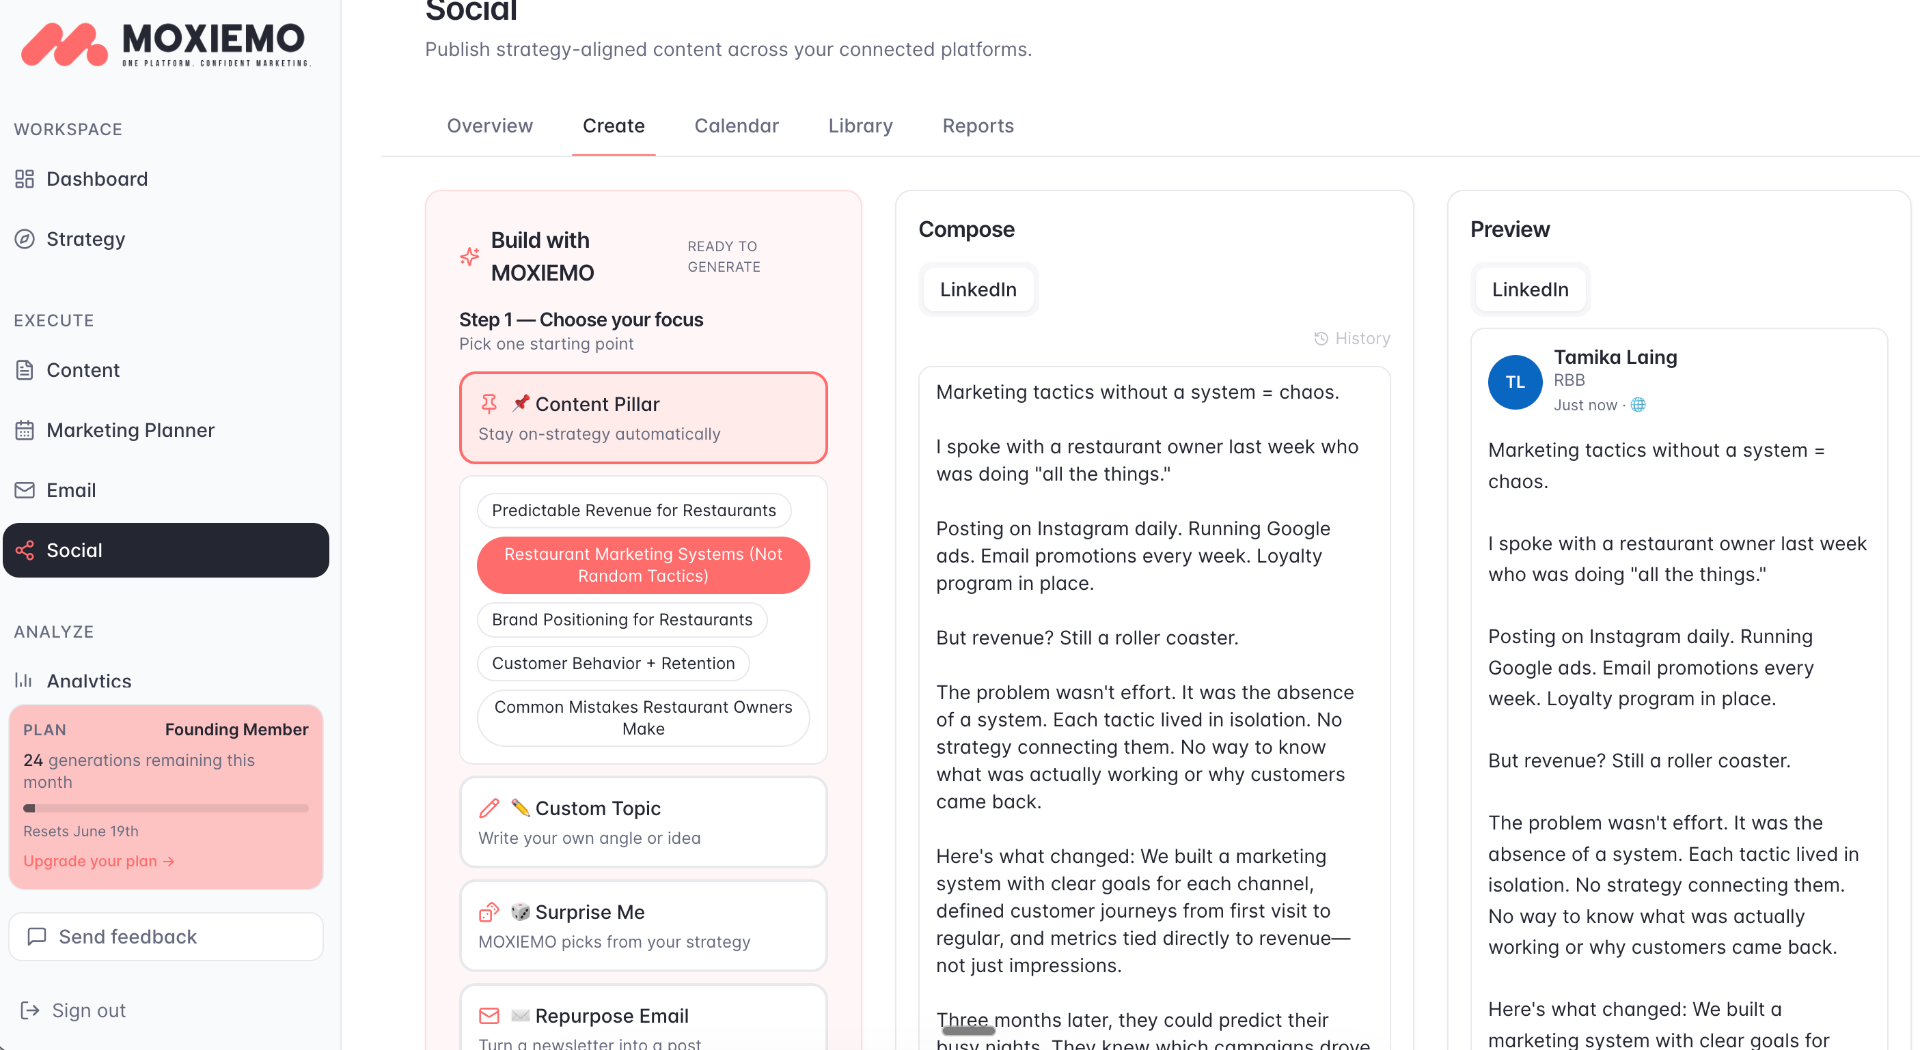 MOXIEMO
ONE PLATFORM. CONFIDENT MARKETING.
WORKSPACE
Dashboard
Strategy
EXECUTE
Content
Marketing Planner
Email
Social
ANALYZE
Analytics
PLAN
Founding Member
24 generations remaining this
month
Resets June 19th
Upgrade your plan →
Send feedback
Sign out
Social
Publish strategy-aligned content across your connected platforms.
Overview
Create
Calendar
Library
Reports
Build with
MOXIEMO
READY TO
GENERATE
Step 1 — Choose your focus
Pick one starting point
📌 Content Pillar
Stay on-strategy automatically
Predictable Revenue for Restaurants
Restaurant Marketing Systems (Not
Random Tactics)
Brand Positioning for Restaurants
Customer Behavior + Retention
Common Mistakes Restaurant Owners
Make
✏️ Custom Topic
Write your own angle or idea
🎲 Surprise Me
MOXIEMO picks from your strategy
✉️ Repurpose Email
Turn a newsletter into a post
Compose
LinkedIn
History
Marketing tactics without a system = chaos.
I spoke with a restaurant owner last week who
was doing "all the things."
Posting on Instagram daily. Running Google
ads. Email promotions every week. Loyalty
program in place.
But revenue? Still a roller coaster.
The problem wasn't effort. It was the absence
of a system. Each tactic lived in isolation. No
strategy connecting them. No way to know
what was actually working or why customers
came back.
Here's what changed: We built a marketing
system with clear goals for each channel,
defined customer journeys from first visit to
regular, and metrics tied directly to revenue—
not just impressions.
Three months later, they could predict their
busy nights. They knew which campaigns drove
Preview
LinkedIn
TL
Tamika Laing
RBB
Just now · 🌐
Marketing tactics without a system =
chaos.
I spoke with a restaurant owner last week
who was doing "all the things."
Posting on Instagram daily. Running
Google ads. Email promotions every
week. Loyalty program in place.
But revenue? Still a roller coaster.
The problem wasn't effort. It was the
absence of a system. Each tactic lived in
isolation. No strategy connecting them.
No way to know what was actually
working or why customers came back.
Here's what changed: We built a
marketing system with clear goals for